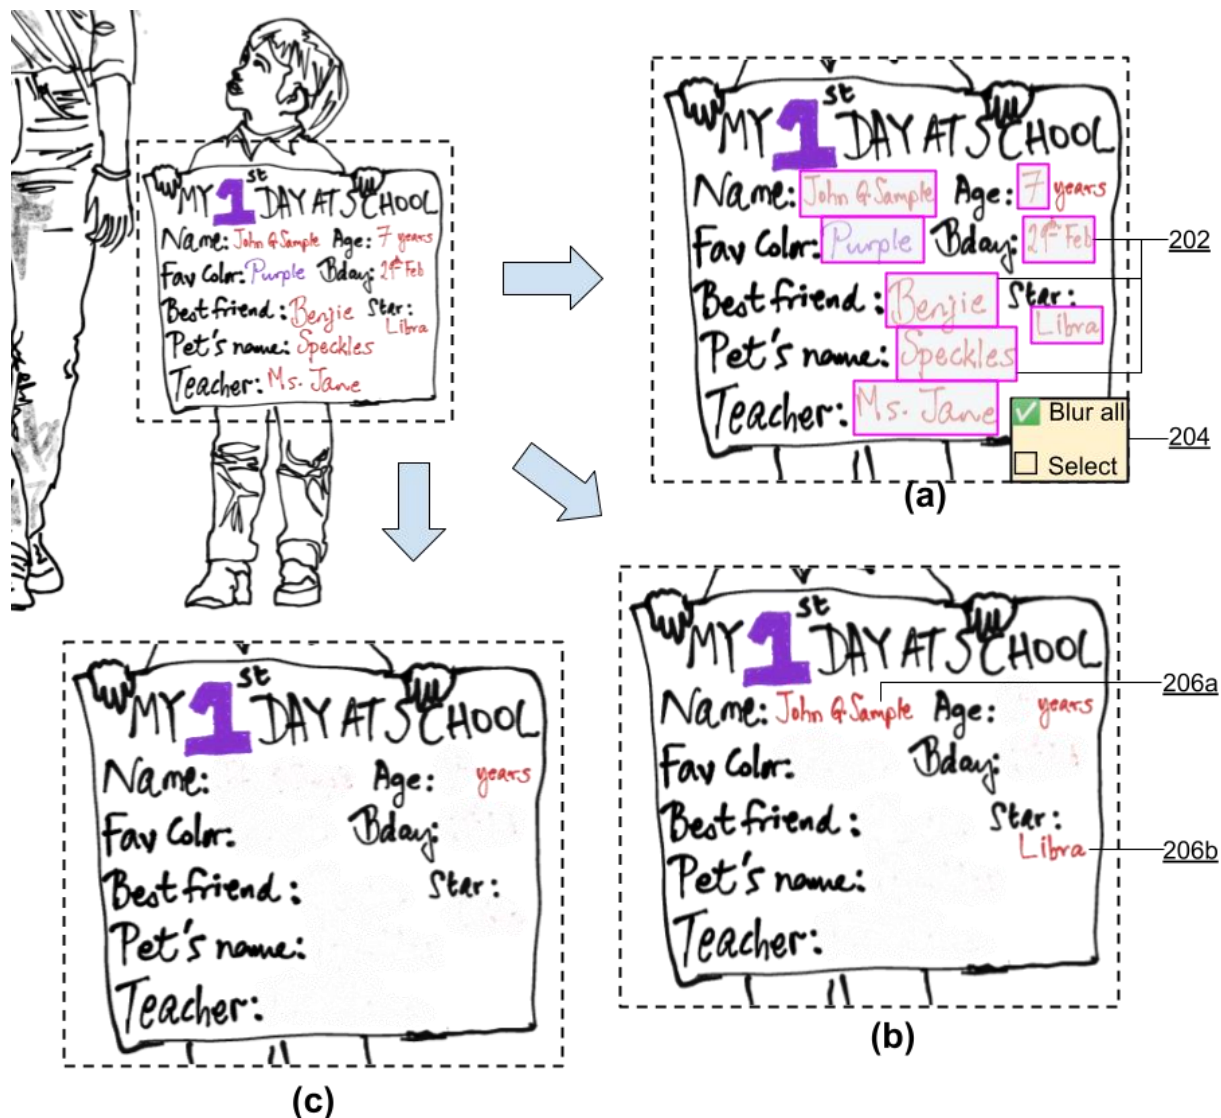 MY 1st DAY AT SCHOOL
Name: John Q Sample Age: 7 years
Fav Color: Purple Bday: 29th Feb
Best friend: Benjie Star:
Libra
Pet's name: Speckles
Teacher: Ms. Jane
MY 1st DAY AT SCHOOL
Name: John Q Sample Age: 7 years
Fav Color: Purple Bday: 29th Feb
202
Best friend: Benjie Star:
Libra
Pet's name: Speckles
Teacher: Ms. Jane
Blur all
204
Select
(a)
MY 1st DAY AT SCHOOL
206a
Name: John Q Sample Age: years
Fav Color: Bday:
Best friend: Star:
Libra
206b
Pet's name:
Teacher:
(b)
MY 1st DAY AT SCHOOL
Name: Age: years
Fav Color: Bday:
Best friend: Star:
Pet's name:
Teacher:
(c)